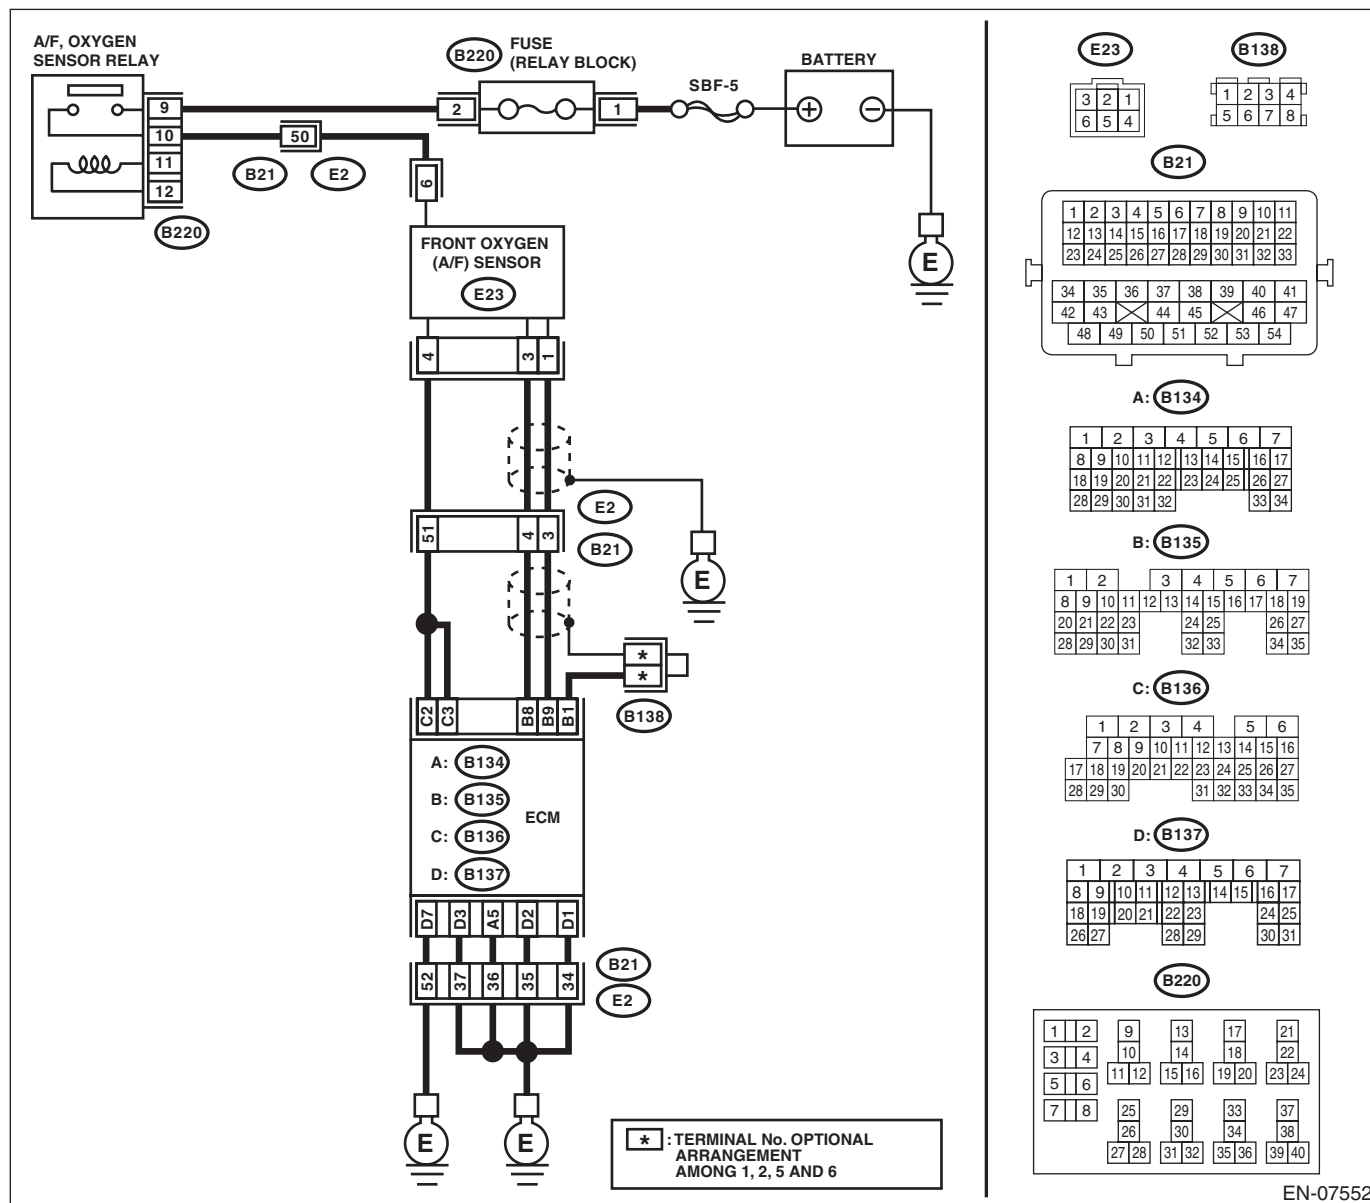 A/F, OXYGEN
SENSOR RELAY
9
10
11
12
B220
B220
FUSE
(RELAY BLOCK)
2
1
SBF-5
BATTERY
+
−
E
50
B21
E2
6
FRONT OXYGEN
(A/F) SENSOR
E23
4
3
1
E2
B21
E
51
4
3
*
*
B138
C2
C3
B8
B9
B1
A: B134
B: B135
C: B136
D: B137
ECM
D7
D3
A5
D2
D1
52
37
36
35
34
B21
E2
E
E
* : TERMINAL No. OPTIONAL
ARRANGEMENT
AMONG 1, 2, 5 AND 6
E23
3 2 1
6 5 4
B138
1 2 3 4
5 6 7 8
B21
1 2 3 4 5 6 7 8 9 10 11
12 13 14 15 16 17 18 19 20 21 22
23 24 25 26 27 28 29 30 31 32 33
34 35 36 37 38 39 40 41
42 43 44 45 46 47
48 49 50 51 52 53 54
A: B134
1 2 3 4 5 6 7
8 9 10 11 12 13 14 15 16 17
18 19 20 21 22 23 24 25 26 27
28 29 30 31 32 33 34
B: B135
1 2 3 4 5 6 7
8 9 10 11 12 13 14 15 16 17 18 19
20 21 22 23 24 25 26 27
28 29 30 31 32 33 34 35
C: B136
1 2 3 4 5 6
7 8 9 10 11 12 13 14 15 16
17 18 19 20 21 22 23 24 25 26 27
28 29 30 31 32 33 34 35
D: B137
1 2 3 4 5 6 7
8 9 10 11 12 13 14 15 16 17
18 19 20 21 22 23 24 25
26 27 28 29 30 31
B220
1 2 9 13 17 21
3 4 10 14 18 22
11 12 15 16 19 20 23 24
5 6
7 8 25 29 33 37
26 30 34 38
27 28 31 32 35 36 39 40
EN-07552